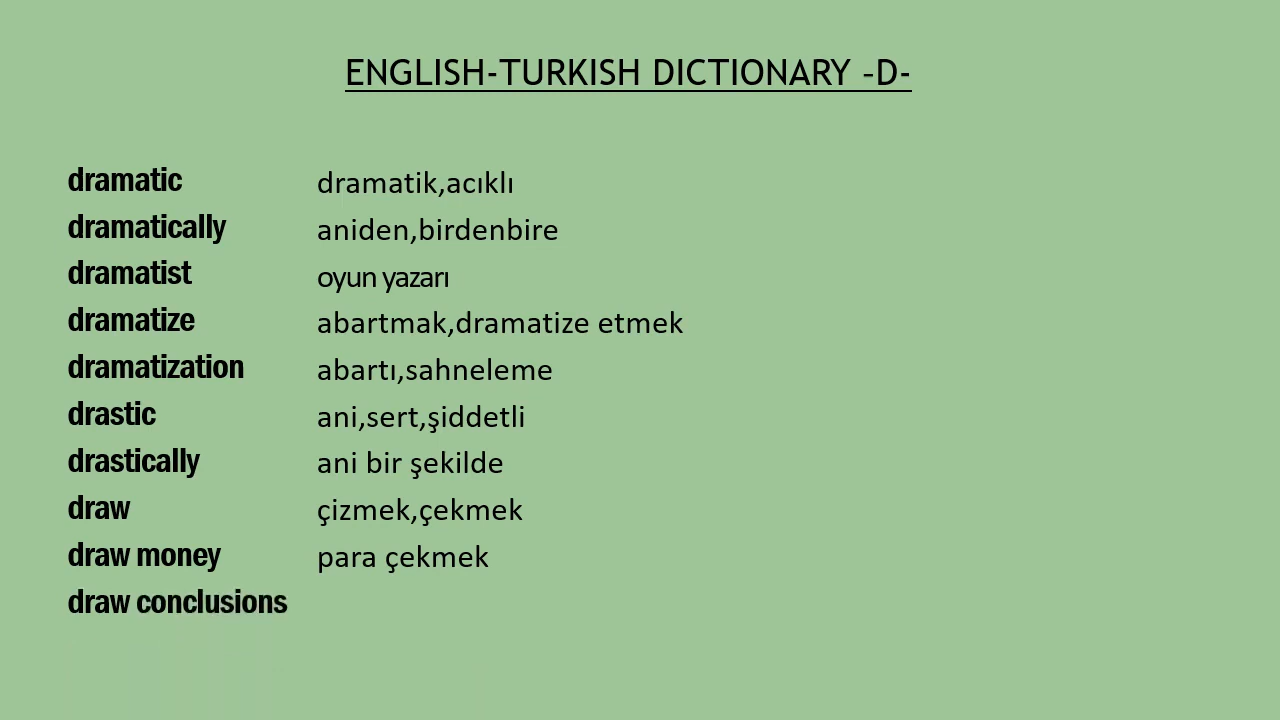 ENGLISH-TURKISH DICTIONARY –D-
dramatic dramatik,acıklı
dramatically aniden,birdenbire
dramatist oyun yazarı
dramatize abartmak,dramatize etmek
dramatization abartı,sahneleme
drastic ani,sert,şiddetli
drastically ani bir şekilde
draw çizmek,çekmek
draw money para çekmek
draw conclusions